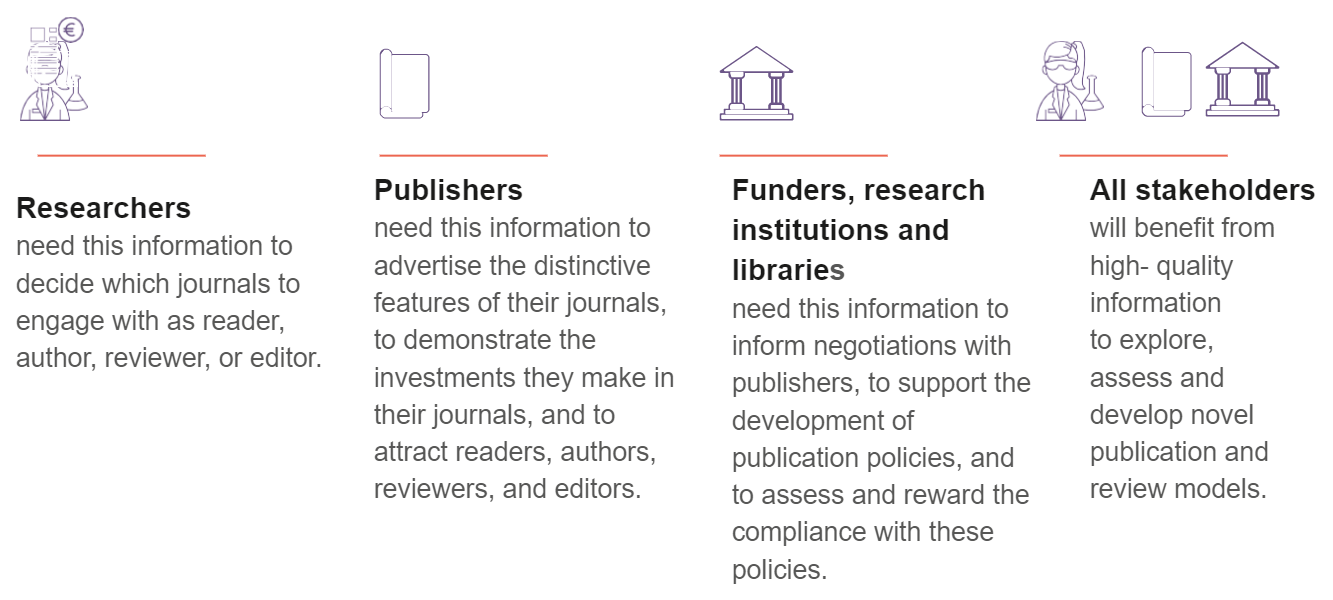 €
Researchers
need this information to
decide which journals to
engage with as reader,
author, reviewer, or editor.
Publishers
need this information to
advertise the distinctive
features of their journals,
to demonstrate the
investments they make in
their journals, and to
attract readers, authors,
reviewers, and editors.
Funders, research
institutions and
libraries
need this information to
inform negotiations with
publishers, to support the
development of
publication policies, and
to assess and reward the
compliance with these
policies.
All stakeholders
will benefit from
high- quality
information
to explore,
assess and
develop novel
publication and
review models.